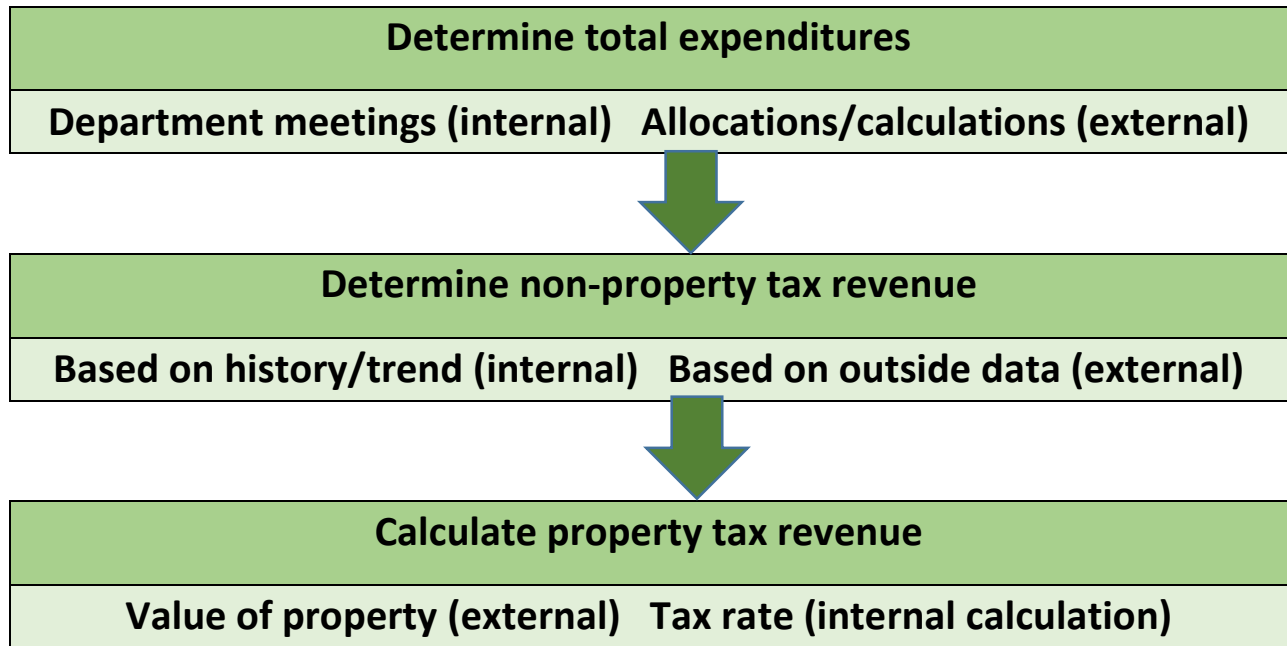 Determine total expenditures
Department meetings (internal) Allocations/calculations (external)
Determine non-property tax revenue
Based on history/trend (internal) Based on outside data (external)
Calculate property tax revenue
Value of property (external) Tax rate (internal calculation)